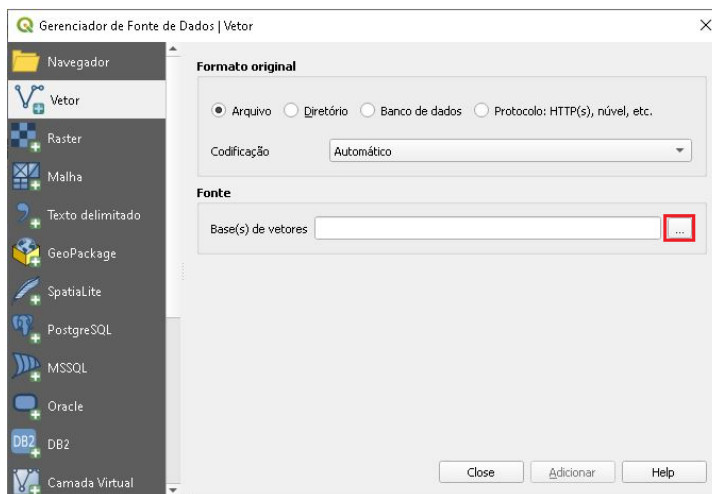 Gerenciador de Fonte de Dados | Vetor
Navegador
Vetor
Raster
Malha
Texto delimitado
GeoPackage
SpatiaLite
PostgreSQL
MSSQL
Oracle
DB2 DB2
Camada Virtual
Formato original
Arquivo Diretório Banco de dados Protocolo: HTTP(s), núvel, etc.
Codificação Automático
Fonte
Base(s) de vetores ...
Close Adicionar Help